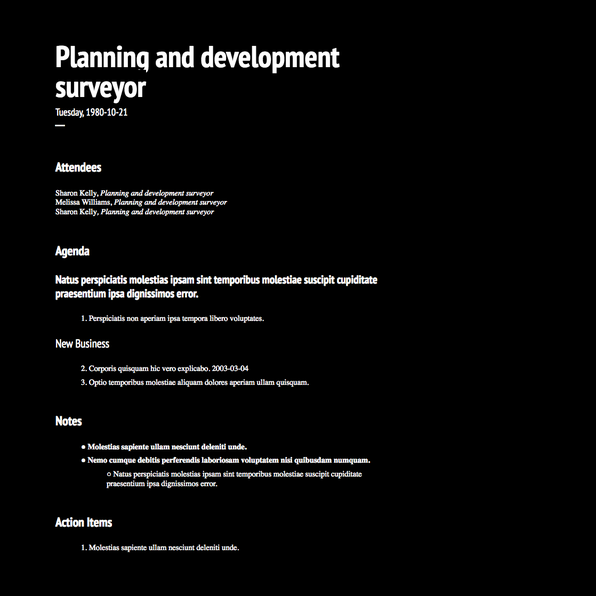 Planning and development
surveyor
Tuesday, 1980-10-21
Attendees
Sharon Kelly, Planning and development surveyor
Melissa Williams, Planning and development surveyor
Sharon Kelly, Planning and development surveyor
Agenda
Natus perspiciatis molestias ipsam sint temporibus molestiae suscipit cupiditate
praesentium ipsa dignissimos error.
1. Perspiciatis non aperiam ipsa tempora libero voluptates.
New Business
2. Corporis quisquam hic vero explicabo. 2003-03-04
3. Optio temporibus molestiae aliquam dolores aperiam ullam quisquam.
Notes
● Molestias sapiente ullam nesciunt deleniti unde.
● Nemo cumque debitis perferendis laboriosam voluptatem nisi quibusdam numquam.
○ Natus perspiciatis molestias ipsam sint temporibus molestiae suscipit cupiditate
praesentium ipsa dignissimos error.
Action Items
1. Molestias sapiente ullam nesciunt deleniti unde.